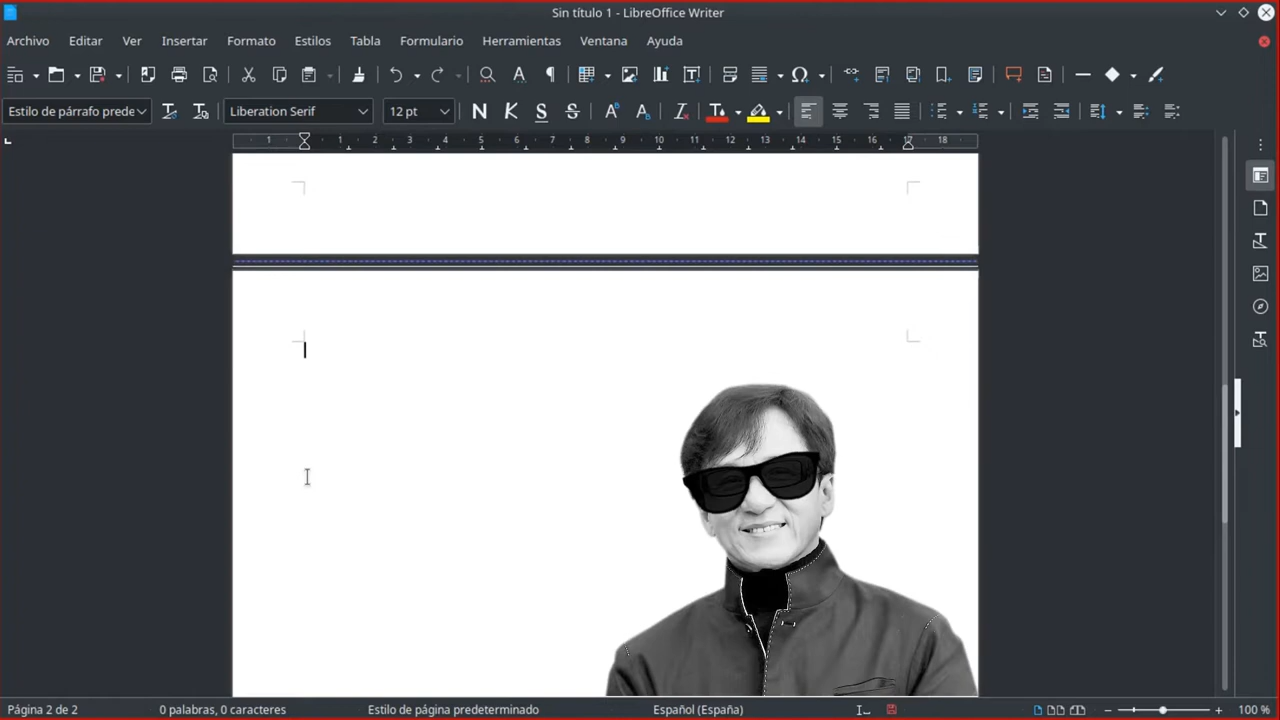 Sin título 1 - LibreOffice Writer
Archivo Editar Ver Insertar Formato Estilos Tabla Formulario Herramientas Ventana Ayuda
Estilo de párrafo prede Liberation Serif 12 pt N K S S
1 1 2 3 4 5 6 7 8 9 10 11 12 13 14 15 16 17 18
Página 2 de 2 0 palabras, 0 caracteres Estilo de página predeterminado Español (España) 100 %